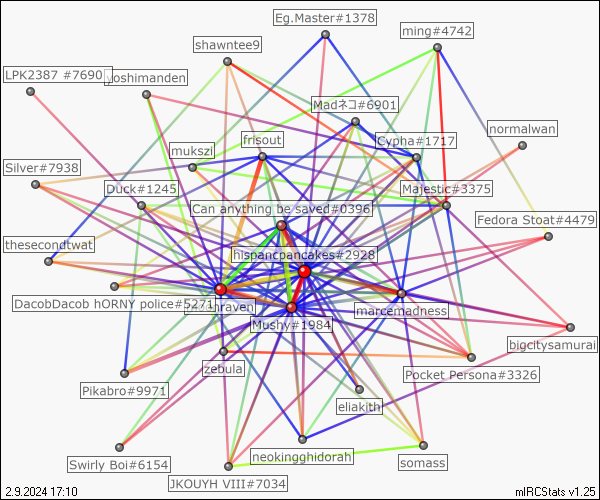 Eg.Master#1378
ming#4742
shawntee9
LPK2387 #7690
yoshimanden
Madネコ#6901
normalwan
frisout
Cypha#1717
mukszi
Silver#7938
Duck#1245
Majestic#3375
Can anything be saved#0396
Fedora Stoat#4479
thesecondtwat
hispancpancakes#2928
DacobDacob hORNY police#5271
raven
marcemadness
Mushy#1984
bigcitysamurai
zebula
Pocket Persona#3326
Pikabro#9971
eliakith
neokingghidorah
somass
Swirly Boi#6154
JKOUYH VIII#7034
2.9.2024 17:10
mIRCStats v1.25